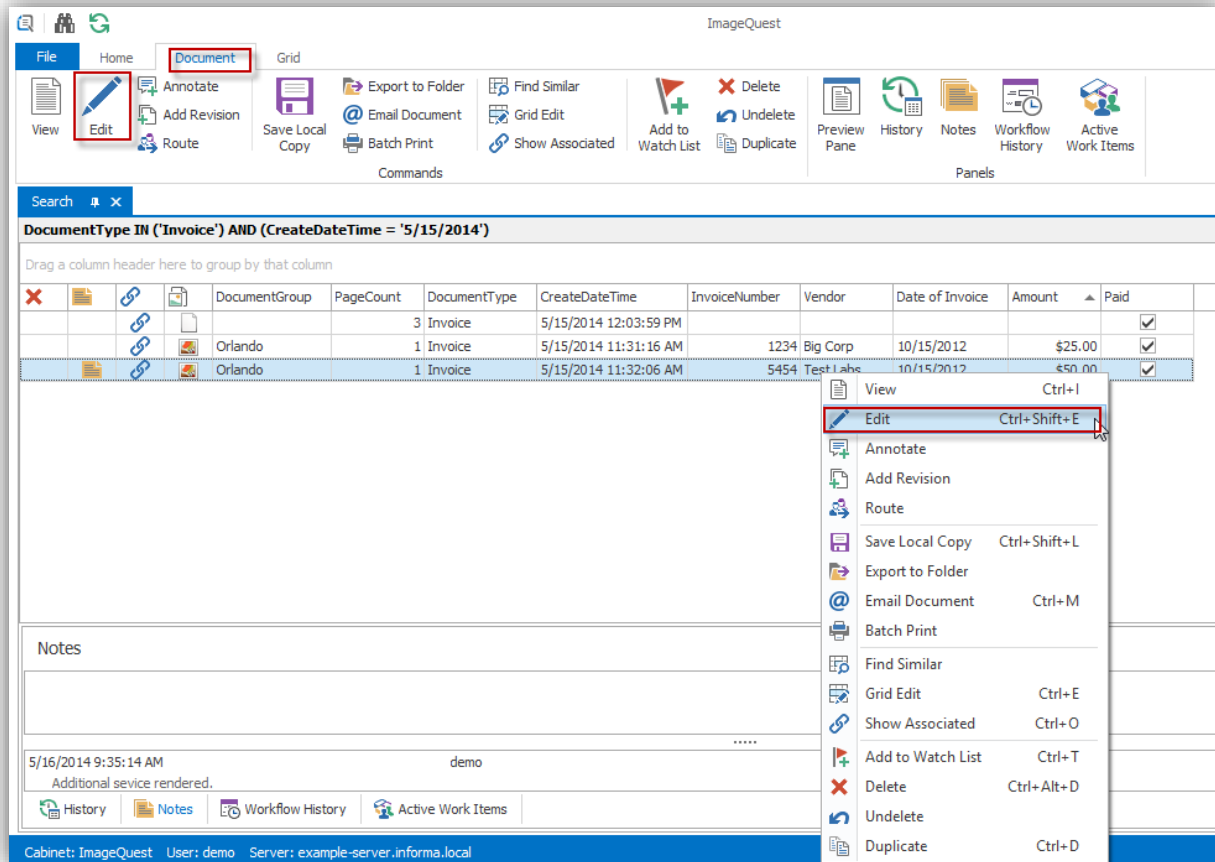 ImageQuest
File Home Document Grid
View Edit Annotate Add Revision Route Save Local Copy Export to Folder Email Document Batch Print Find Similar Grid Edit Show Associated Add to Watch List Delete Undelete Duplicate Preview Pane History Notes Workflow History Active Work Items
Commands Panels
Search
DocumentType IN ('Invoice') AND (CreateDateTime = '5/15/2014')
Drag a column header here to group by that column
DocumentGroup PageCount DocumentType CreateDateTime InvoiceNumber Vendor Date of Invoice Amount Paid
3 Invoice 5/15/2014 12:03:59 PM
Orlando 1 Invoice 5/15/2014 11:31:16 AM 1234 Big Corp 10/15/2012 $25.00
Orlando 1 Invoice 5/15/2014 11:32:06 AM 5454 Test Labs 10/15/2012 $50.00
View Ctrl+I
Edit Ctrl+Shift+E
Annotate
Add Revision
Route
Save Local Copy Ctrl+Shift+L
Export to Folder
Email Document Ctrl+M
Batch Print
Find Similar
Grid Edit Ctrl+E
Show Associated Ctrl+O
Add to Watch List Ctrl+T
Delete Ctrl+Alt+D
Undelete
Duplicate Ctrl+D
Notes
5/16/2014 9:35:14 AM demo
Additional sevice rendered.
History Notes Workflow History Active Work Items
Cabinet: ImageQuest User: demo Server: example-server.informa.local